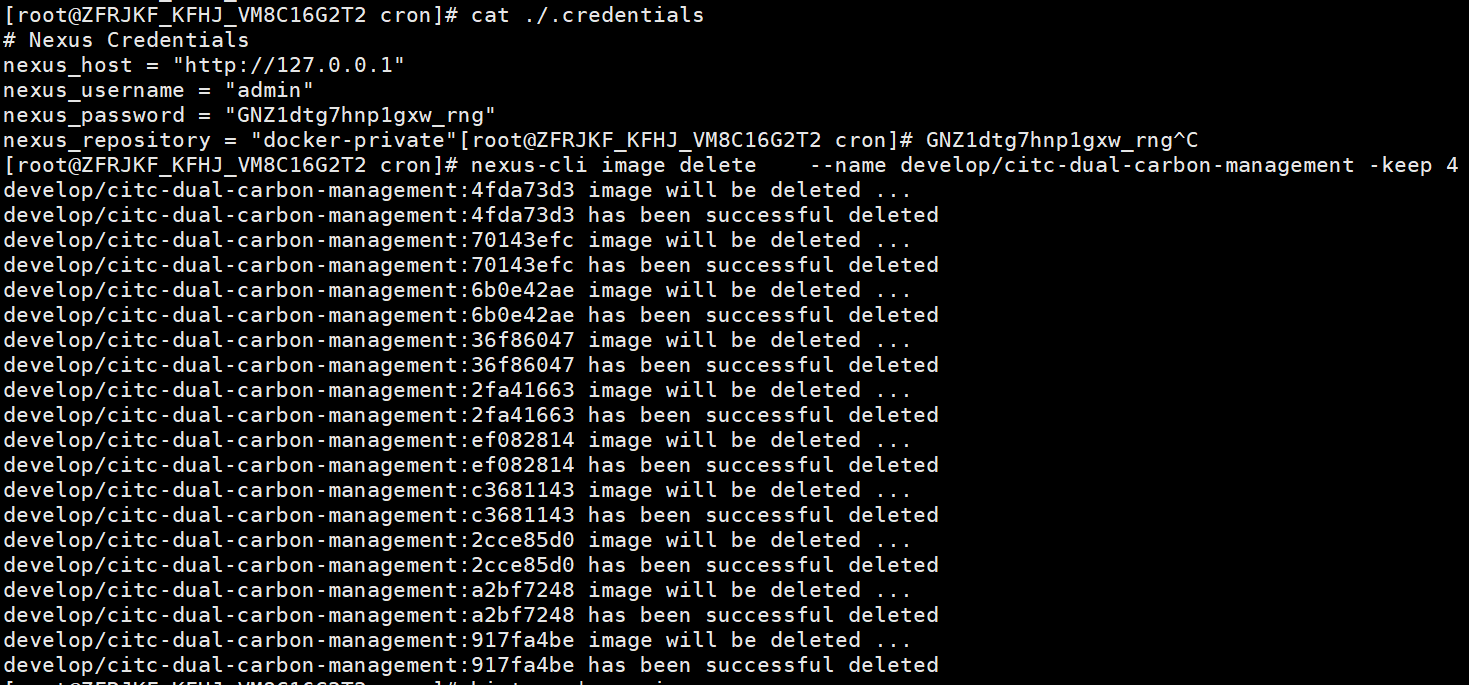 [root@ZFRJKF_KFHJ_VM8C16G2T2 cron]# cat ./.credentials
# Nexus Credentials
nexus_host = "http://127.0.0.1"
nexus_username = "admin"
nexus_password = "GNZ1dtg7hnp1gxw_rng"
nexus_repository = "docker-private"[root@ZFRJKF_KFHJ_VM8C16G2T2 cron]# GNZ1dtg7hnp1gxw_rng^C
[root@ZFRJKF_KFHJ_VM8C16G2T2 cron]# nexus-cli image delete    --name develop/citc-dual-carbon-management -keep 4
develop/citc-dual-carbon-management:4fda73d3 image will be deleted ...
develop/citc-dual-carbon-management:4fda73d3 has been successful deleted
develop/citc-dual-carbon-management:70143efc image will be deleted ...
develop/citc-dual-carbon-management:70143efc has been successful deleted
develop/citc-dual-carbon-management:6b0e42ae image will be deleted ...
develop/citc-dual-carbon-management:6b0e42ae has been successful deleted
develop/citc-dual-carbon-management:36f86047 image will be deleted ...
develop/citc-dual-carbon-management:36f86047 has been successful deleted
develop/citc-dual-carbon-management:2fa41663 image will be deleted ...
develop/citc-dual-carbon-management:2fa41663 has been successful deleted
develop/citc-dual-carbon-management:ef082814 image will be deleted ...
develop/citc-dual-carbon-management:ef082814 has been successful deleted
develop/citc-dual-carbon-management:c3681143 image will be deleted ...
develop/citc-dual-carbon-management:c3681143 has been successful deleted
develop/citc-dual-carbon-management:2cce85d0 image will be deleted ...
develop/citc-dual-carbon-management:2cce85d0 has been successful deleted
develop/citc-dual-carbon-management:a2bf7248 image will be deleted ...
develop/citc-dual-carbon-management:a2bf7248 has been successful deleted
develop/citc-dual-carbon-management:917fa4be image will be deleted ...
develop/citc-dual-carbon-management:917fa4be has been successful deleted